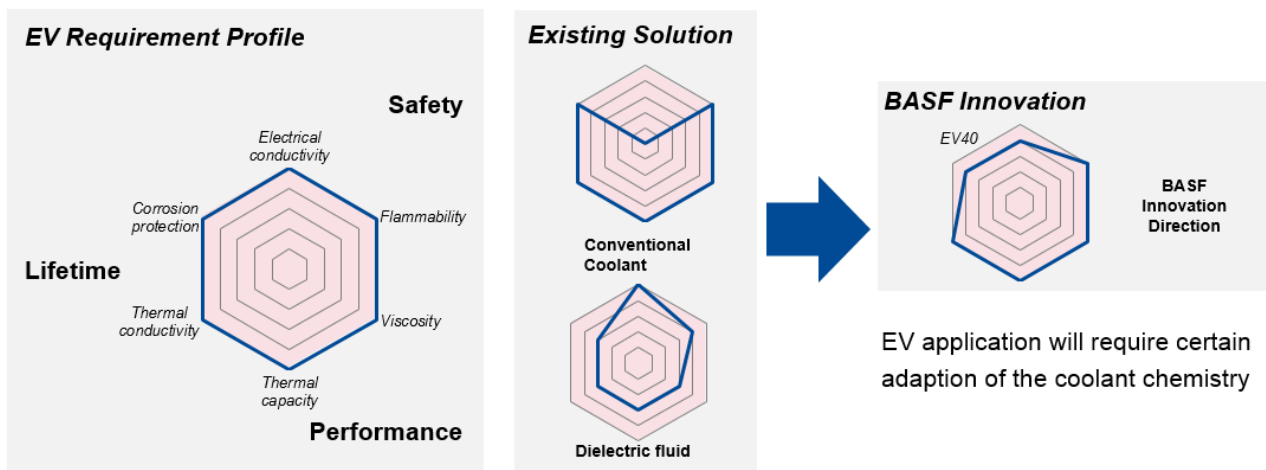 EV Requirement Profile
Safety
Electrical
conductivity
Corrosion
protection
Flammability
Lifetime
Thermal
conductivity
Viscosity
Thermal
capacity
Performance
Existing Solution
Conventional
Coolant
Dielectric fluid
BASF Innovation
EV40
BASF
Innovation
Direction
EV application will require certain
adaption of the coolant chemistry